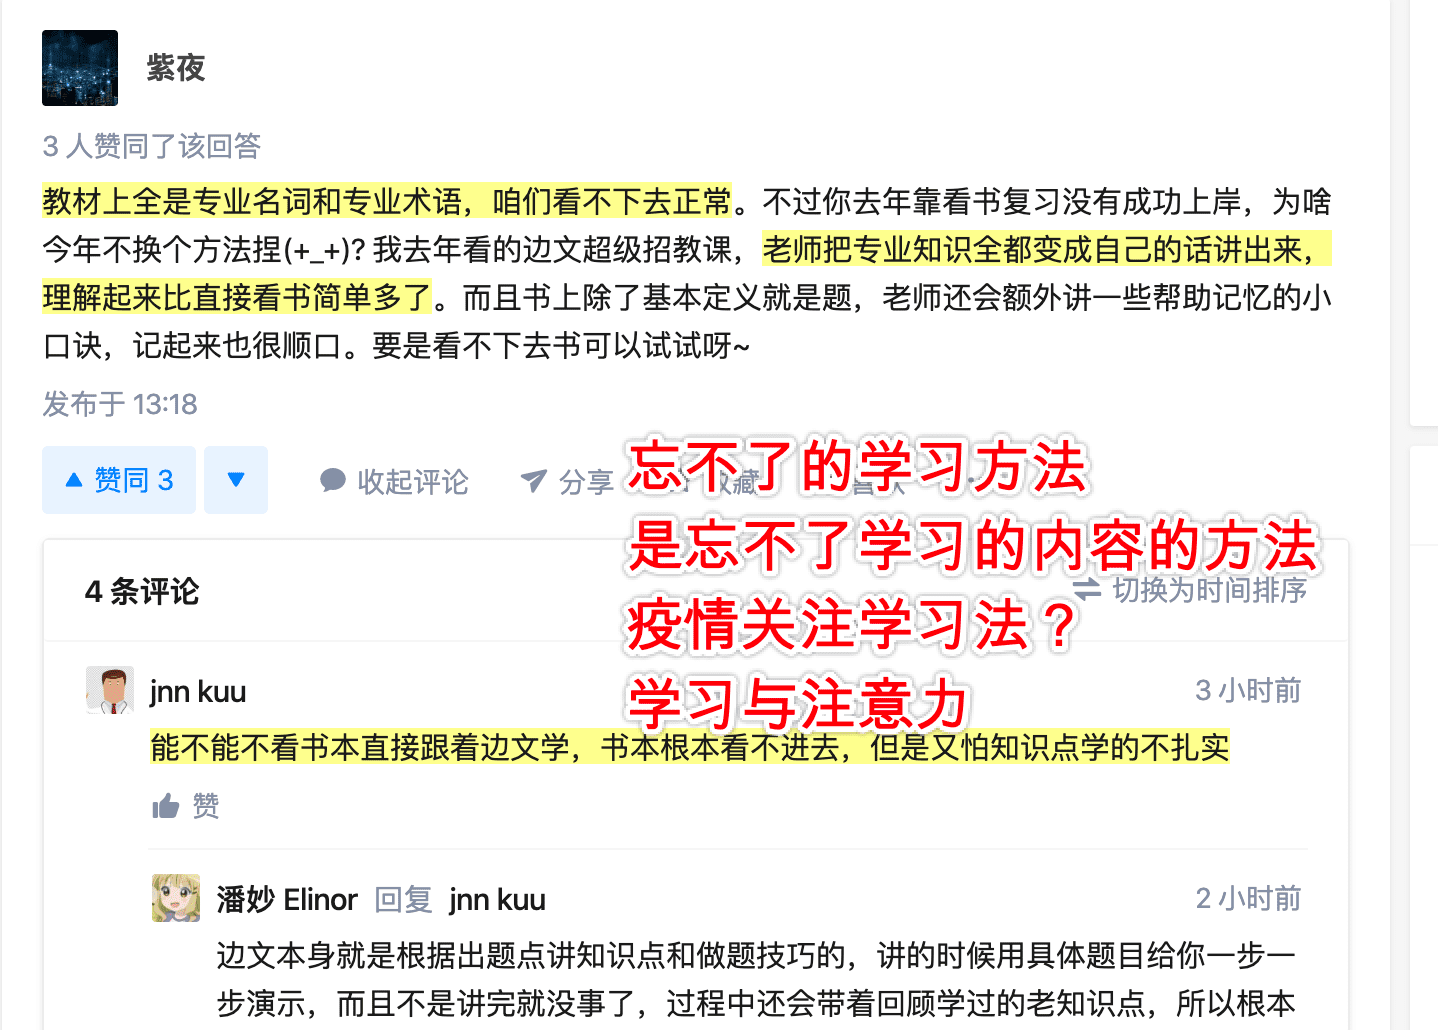 紫夜
3 人赞同了该回答
教材上全是专业名词和专业术语，咱们看不下去正常。不过你去年靠看书复习没有成功上岸，为啥
今年不换个方法捏(+_+)? 我去年看的边文超级招教课，老师把专业知识全都变成自己的话讲出来，
理解起来比直接看书简单多了。而且书上除了基本定义就是题，老师还会额外讲一些帮助记忆的小
口诀，记起来也很顺口。要是看不下去书可以试试呀~
发布于 13:18
赞同 3
收起评论
分享
忘不了的学习方法
是忘不了学习的内容的方法
疫情关注学习法？
学习与注意力
4 条评论
切换为时间排序
jnn kuu
3 小时前
能不能不看书本直接跟着边文学，书本根本看不进去，但是又怕知识点学的不扎实
赞
潘妙 Elinor 回复 jnn kuu
2 小时前
边文本身就是根据出题点讲知识点和做题技巧的，讲的时候用具体题目给你一步一
步演示，而且不是讲完就没事了，过程中还会带着回顾学过的老知识点，所以根本